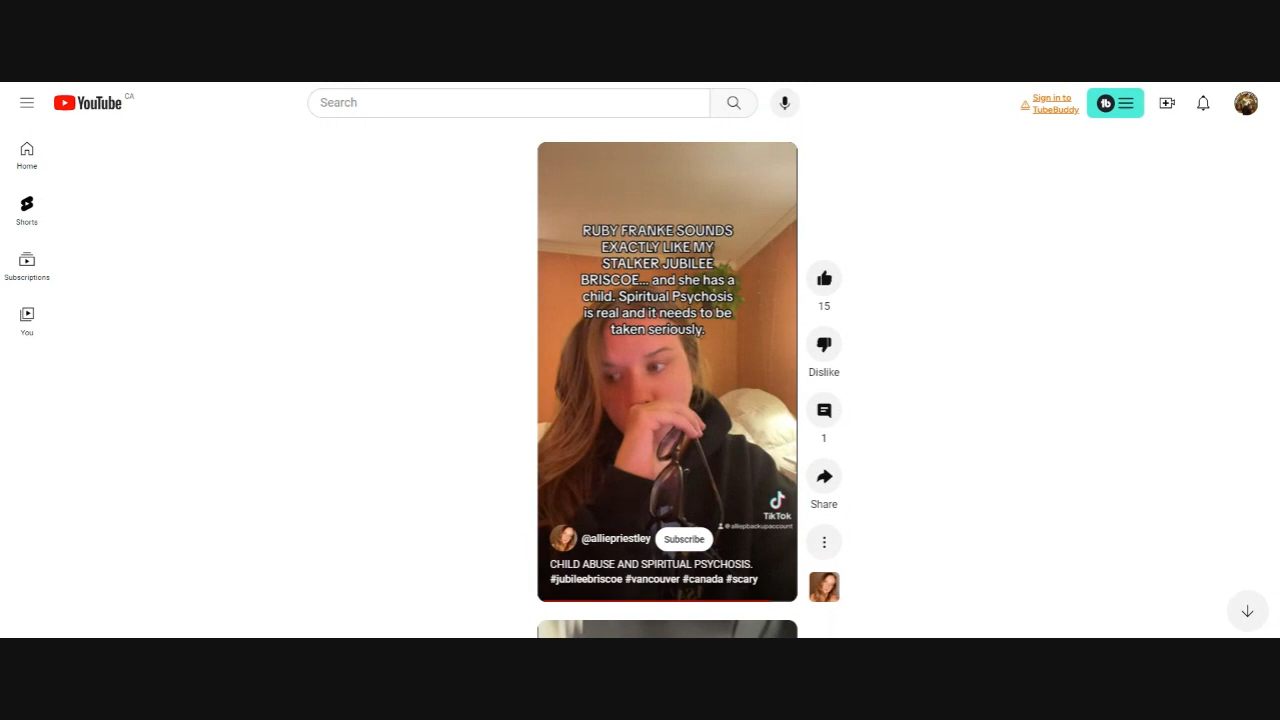 YouTube CA
Search
Sign in to
TubeBuddy
tb
Home
Shorts
Subscriptions
You
RUBY FRANKE SOUNDS
EXACTLY LIKE MY
STALKER JUBILEE
BRISCOE... and she has a
child. Spiritual Psychosis
is real and it needs to be
taken seriously.
TikTok
@alliepbackupaccount
@alliepriestley
Subscribe
CHILD ABUSE AND SPIRITUAL PSYCHOSIS.
#jubileebriscoe #vancouver #canada #scary
15
Dislike
1
Share